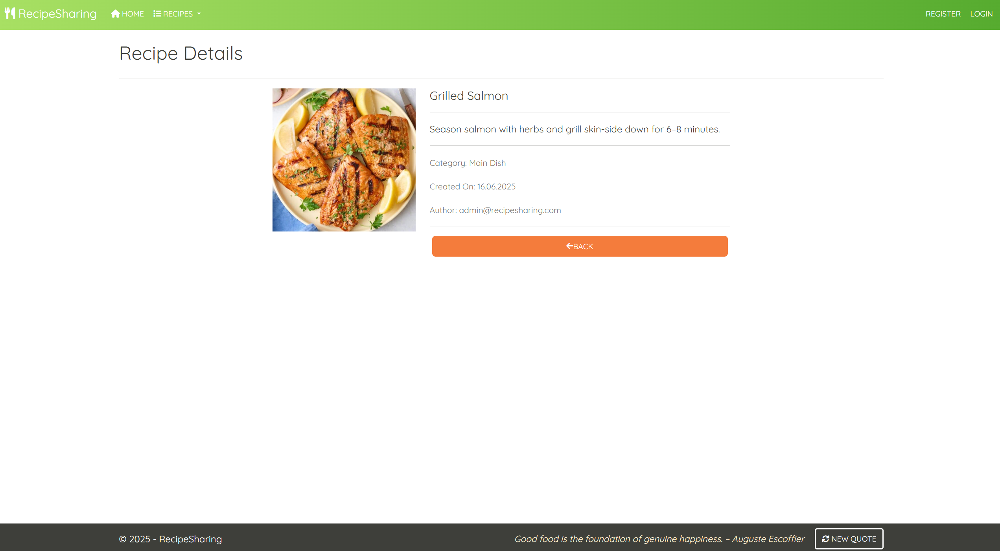 RecipeSharing HOME RECIPES REGISTER LOGIN
Recipe Details
Grilled Salmon
Season salmon with herbs and grill skin-side down for 6–8 minutes.
Category: Main Dish
Created On: 16.06.2025
Author: admin@recipesharing.com
BACK
© 2025 - RecipeSharing Good food is the foundation of genuine happiness. – Auguste Escoffier NEW QUOTE